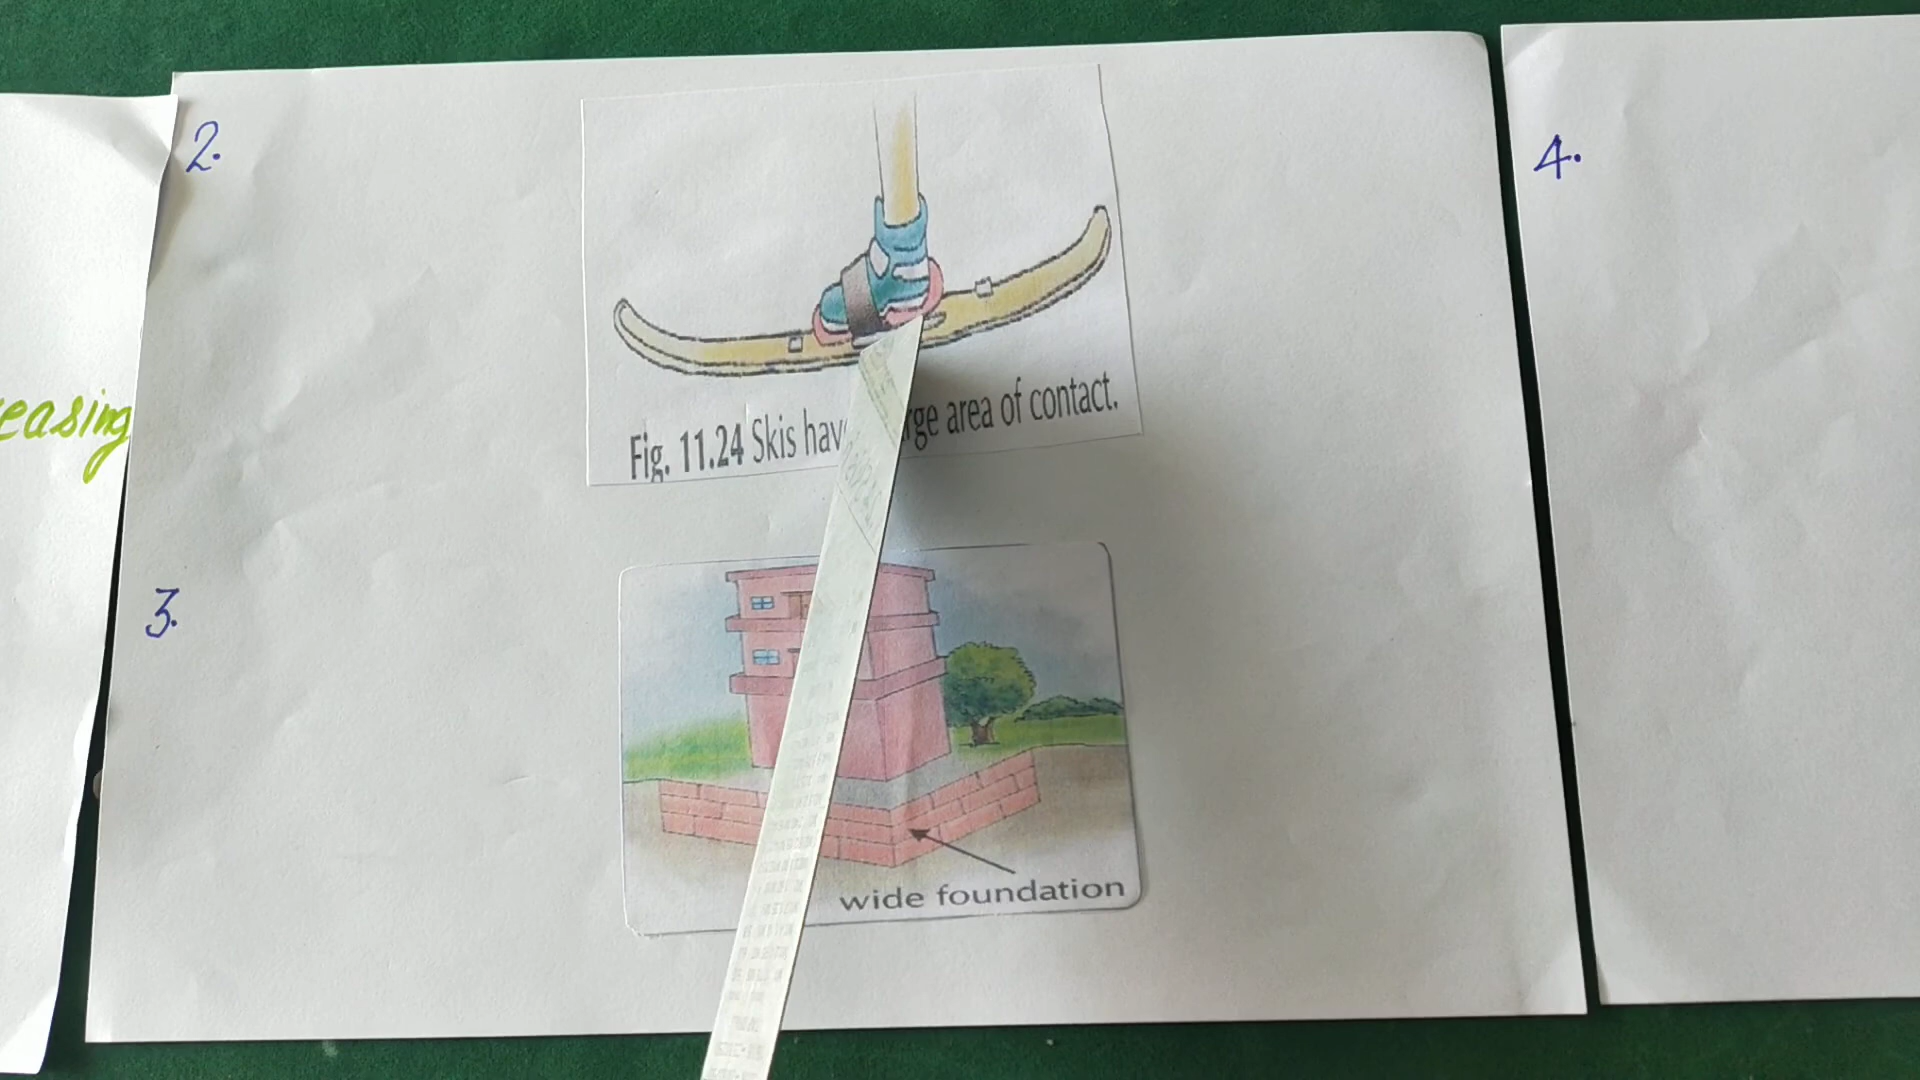 2.
Fig. 11.24 Skis hav rge area of contact.
3.
wide foundation
easing
4.